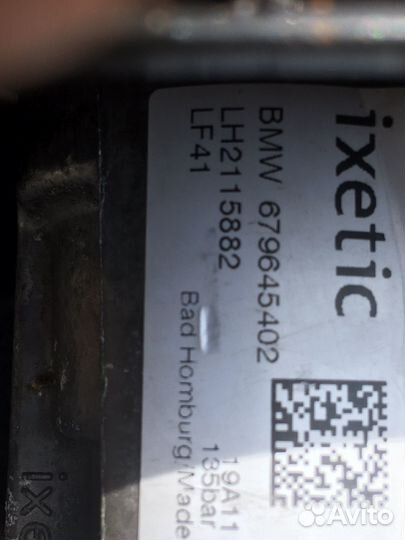 ixetic
BMW 679645402
LH2115882
LF41
19A11
135bar
Bad Homburg/Made
ixe
Avito